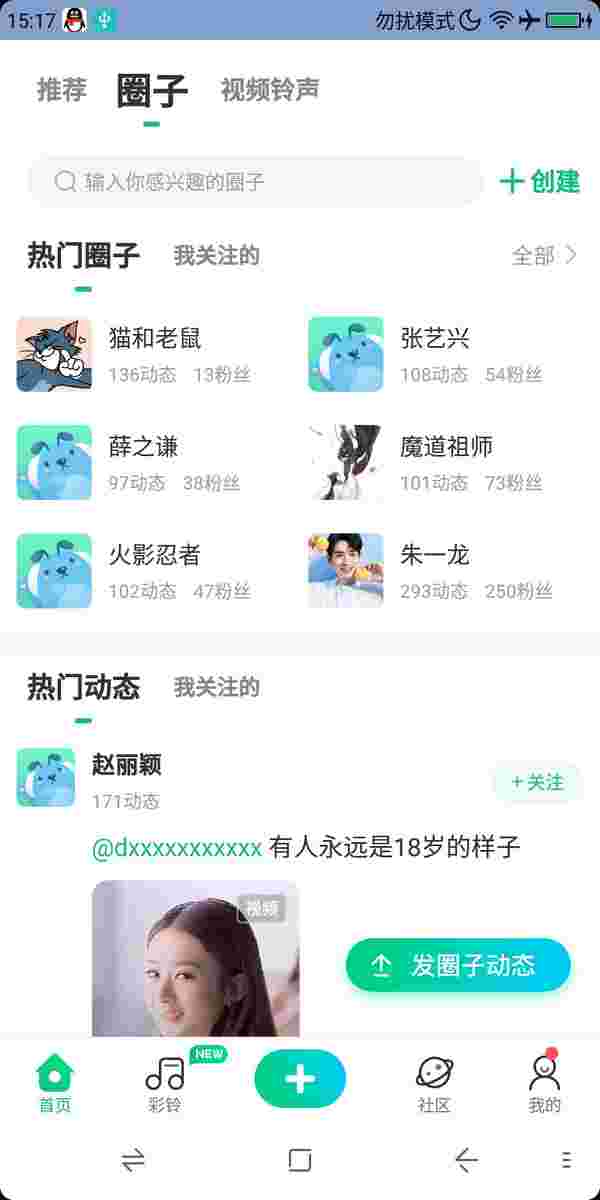 15:17 勿扰模式
推荐 圈子 视频铃声
输入你感兴趣的圈子 创建
热门圈子 我关注的 全部
猫和老鼠 张艺兴
136动态 13粉丝 108动态 54粉丝
薛之谦 魔道祖师
97动态 38粉丝 101动态 73粉丝
火影忍者 朱一龙
102动态 47粉丝 293动态 250粉丝
热门动态 我关注的
赵丽颖
171动态
+关注
@dxxxxxxxxxxx 有人永远是18岁的样子
视频
发圈子动态
NEW
首页 彩铃 社区 我的